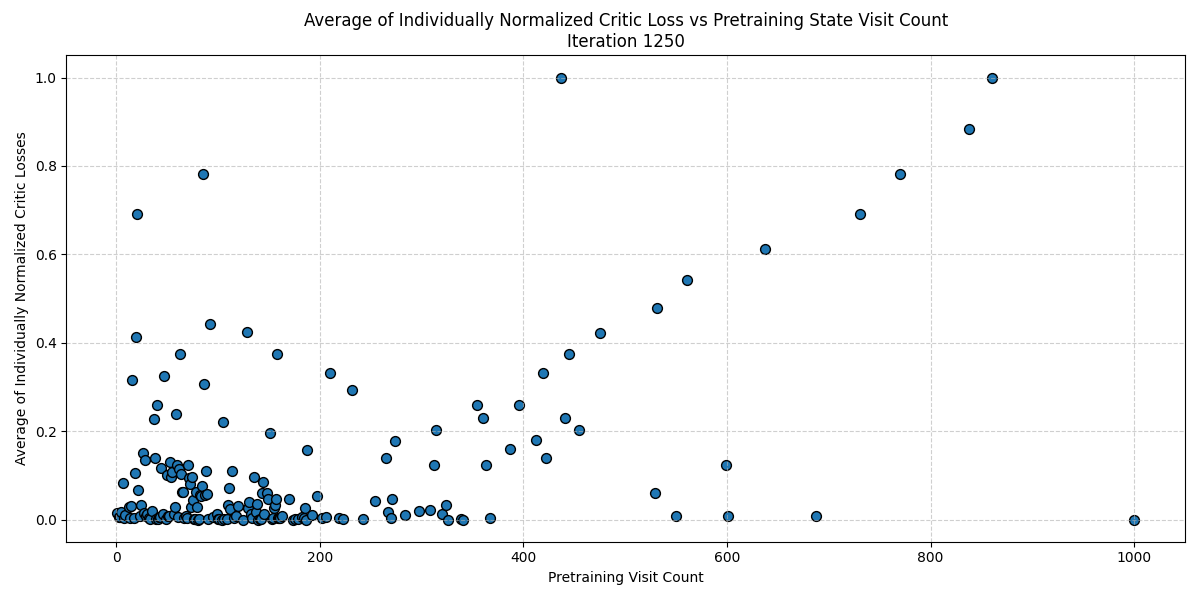 Average of Individually Normalized Critic Loss vs Pretraining State Visit Count
Iteration 1250
Average of Individually Normalized Critic Losses
1.0
0.8
0.6
0.4
0.2
0.0
0 200 400 600 800 1000
Pretraining Visit Count